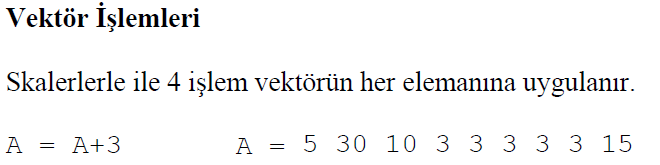 Vektör İşlemleri
Skalerlerle ile 4 işlem vektörün her elemanına uygulanır.
A = A+3 A = 5 30 10 3 3 3 3 3 15